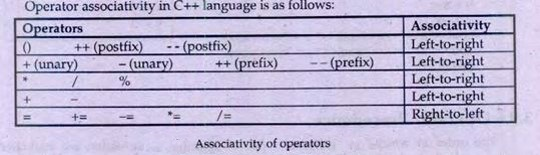 Operator associativity in C++ language is as follows:
Operators Associativity
() ++ (postfix) -- (postfix) Left-to-right
+ (unary) – (unary) ++ (prefix) -- (prefix) Left-to-right
* / % Left-to-right
+ – Left-to-right
= += -= *= /= Right-to-left
Associativity of operators